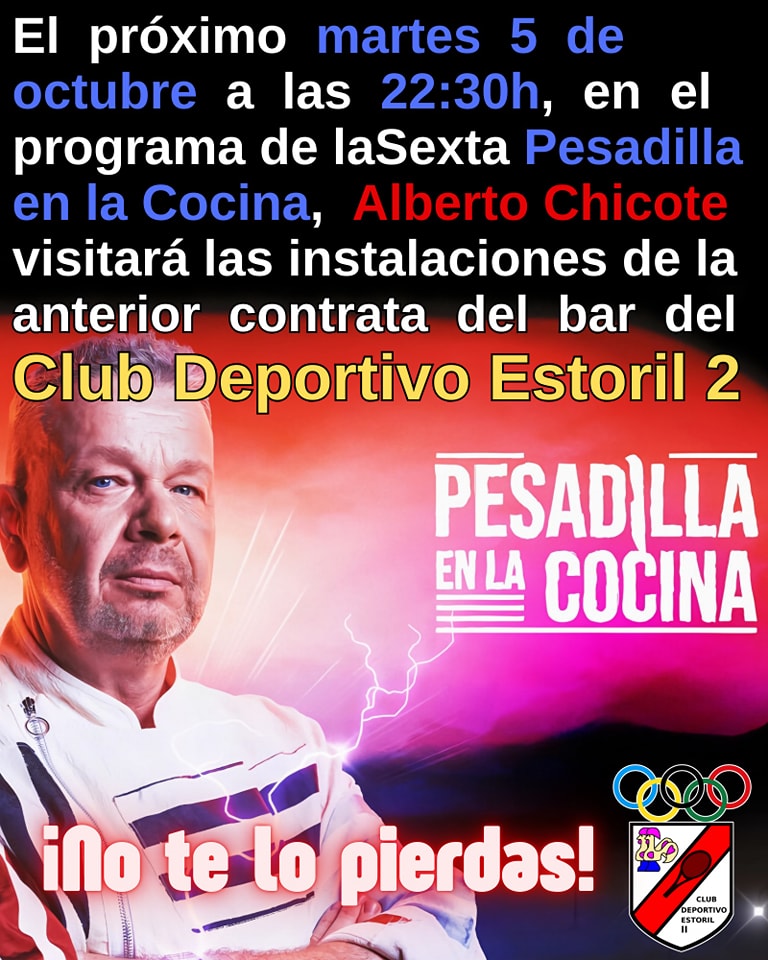 El próximo martes 5 de
octubre a las 22:30h, en el
programa de laSexta Pesadilla
en la Cocina, Alberto Chicote
visitará las instalaciones de la
anterior contrata del bar del
Club Deportivo Estoril 2
PESADILLA
EN LA COCINA
¡No te lo pierdas!
CLUB
DEPORTIVO
ESTORIL
II